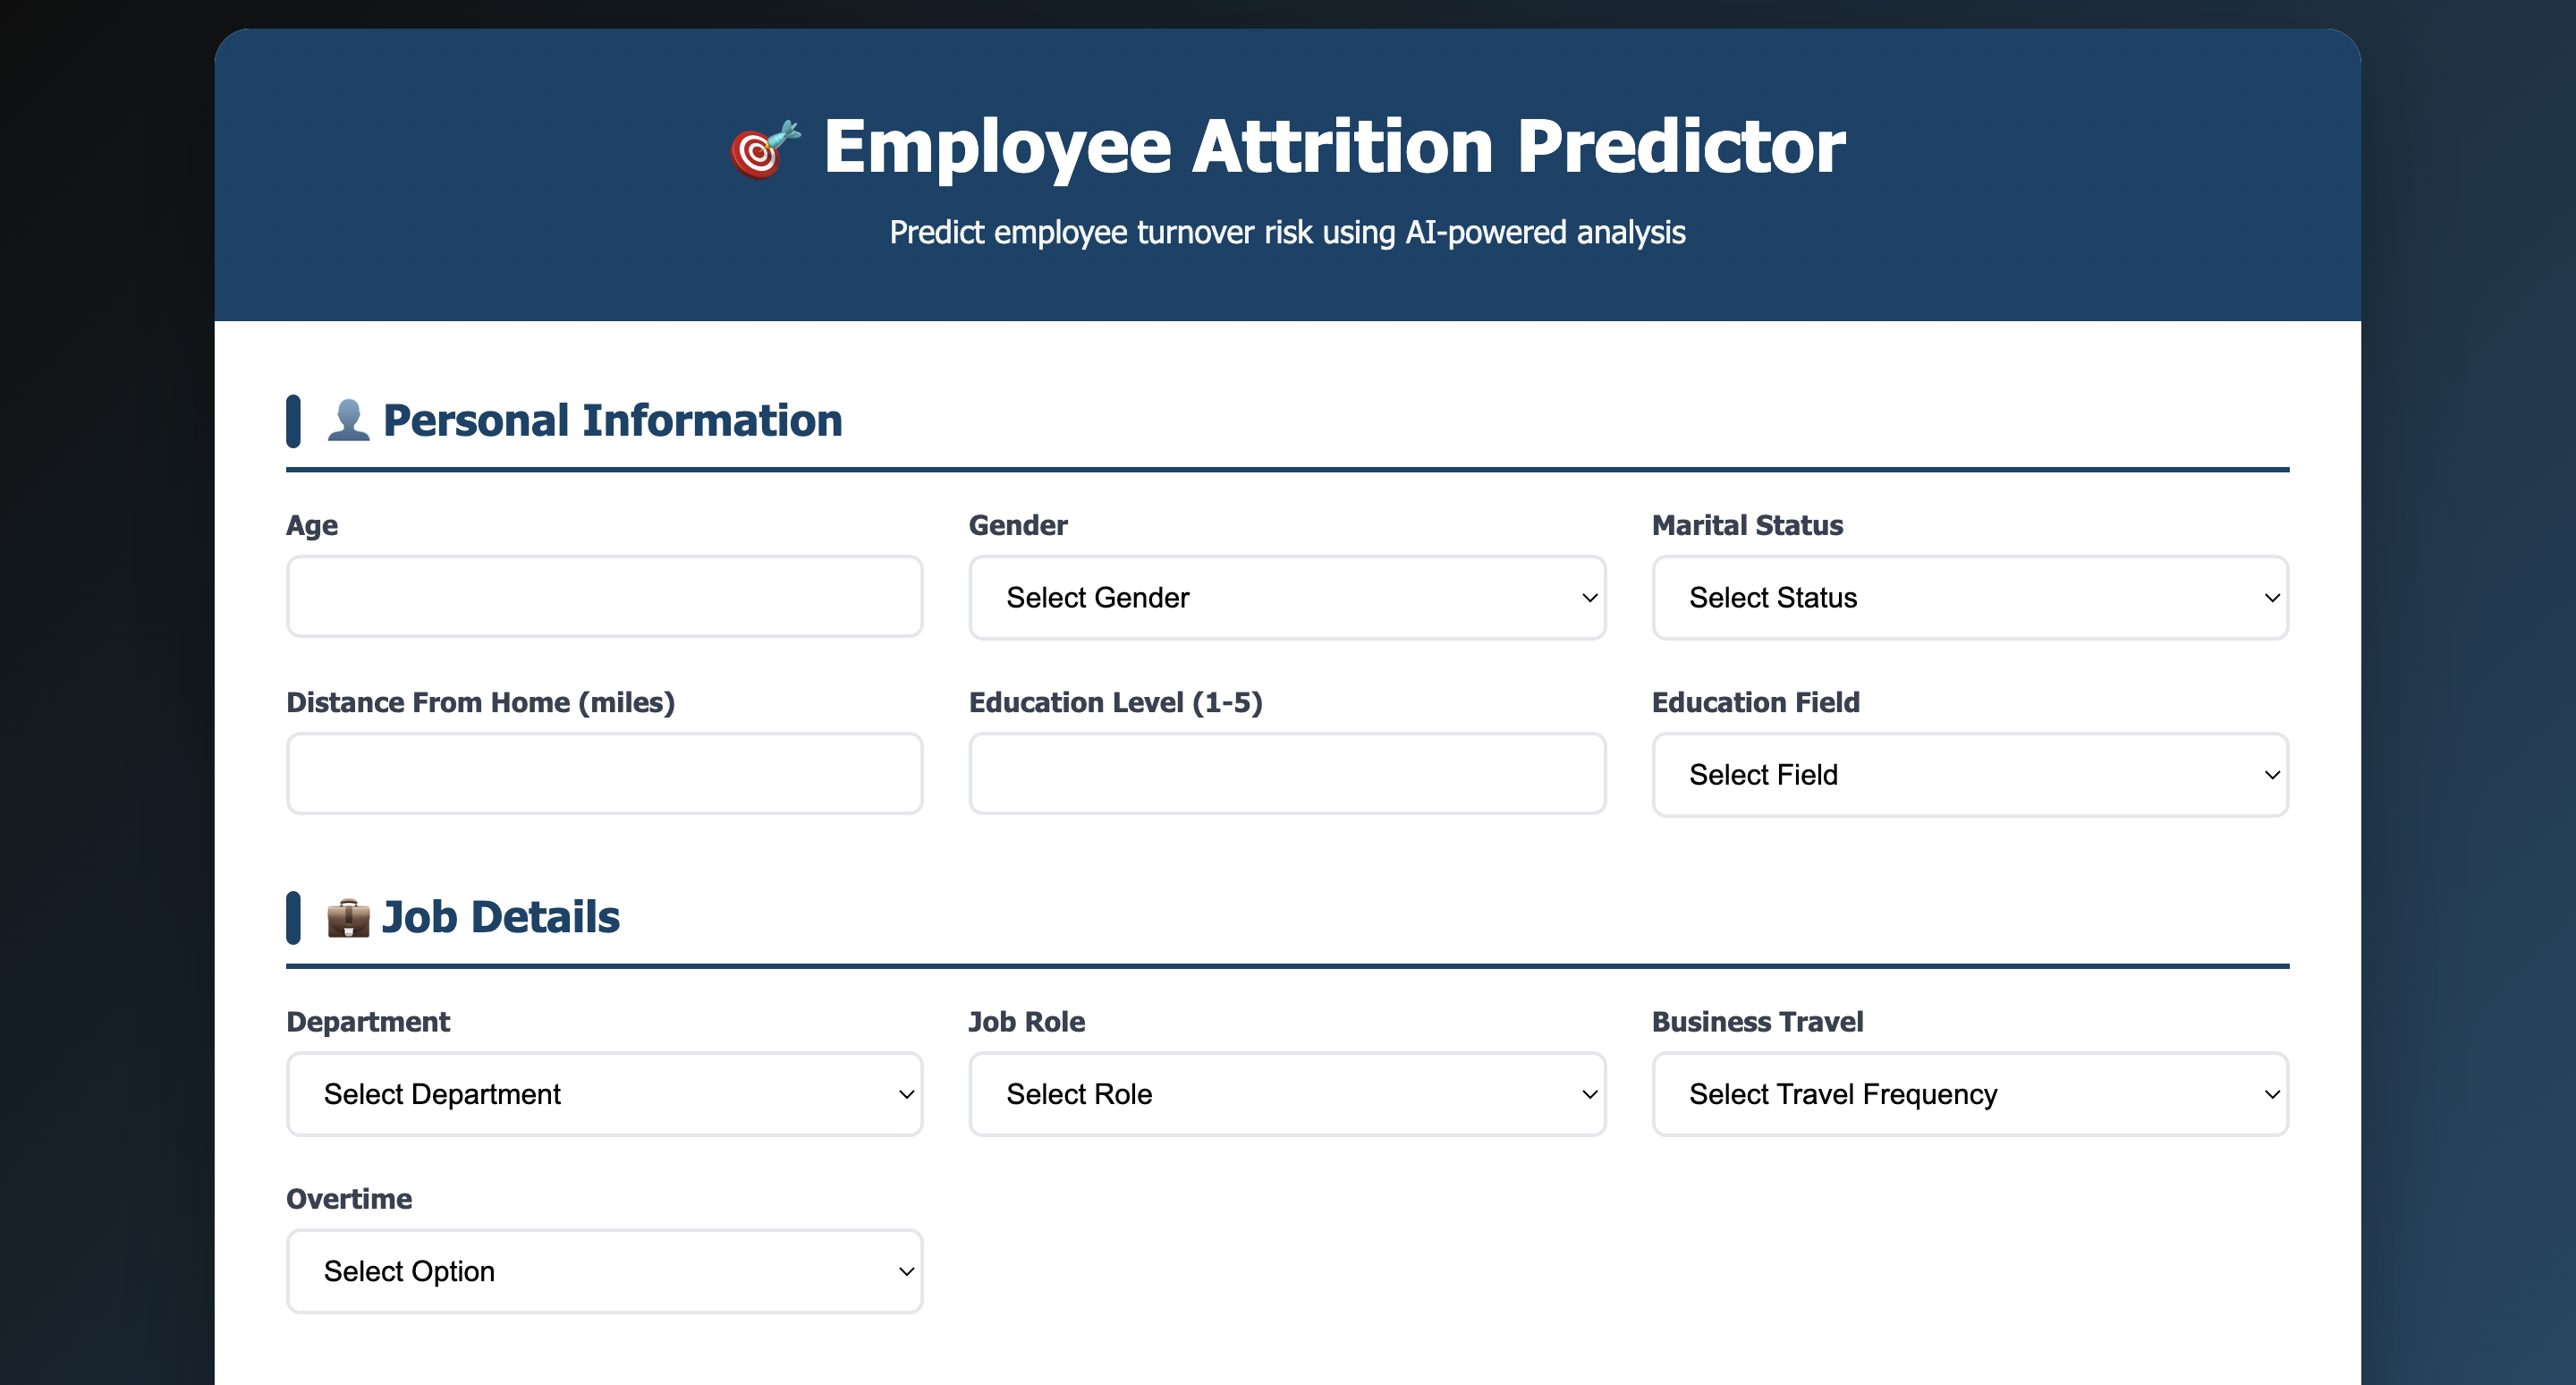 Employee Attrition Predictor
Predict employee turnover risk using AI-powered analysis
Personal Information
Age
Gender
Marital Status
Select Gender
Select Status
Distance From Home (miles)
Education Level (1-5)
Education Field
Select Field
Job Details
Department
Job Role
Business Travel
Select Department
Select Role
Select Travel Frequency
Overtime
Select Option